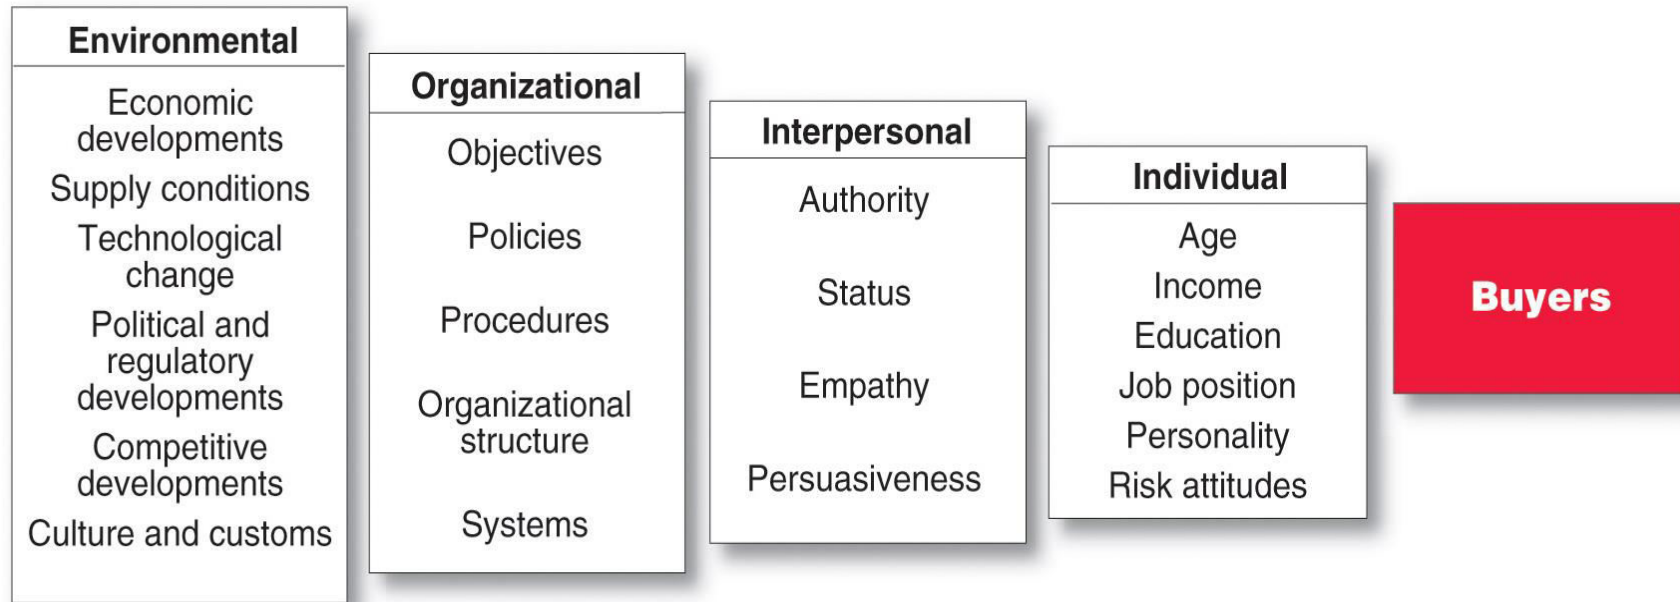 Environmental
Economic
developments
Supply conditions
Technological
change
Political and
regulatory
developments
Competitive
developments
Culture and customs
Organizational
Objectives
Policies
Procedures
Organizational
structure
Systems
Interpersonal
Authority
Status
Empathy
Persuasiveness
Individual
Age
Income
Education
Job position
Personality
Risk attitudes
Buyers